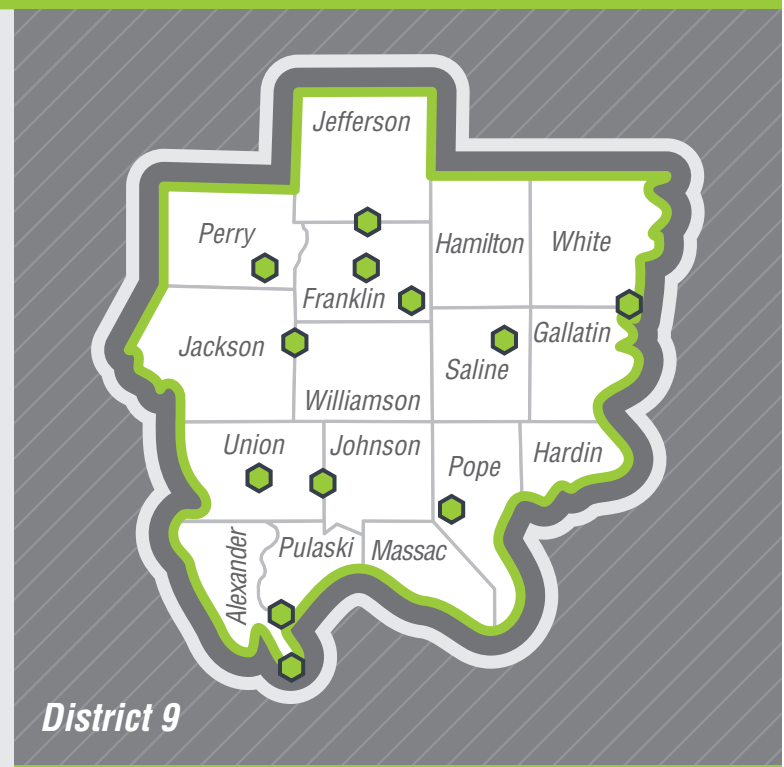 Jefferson
Perry
Hamilton
White
Franklin
Jackson
Gallatin
Saline
Williamson
Union
Johnson
Pope
Hardin
Alexander
Pulaski
Massac
District 9